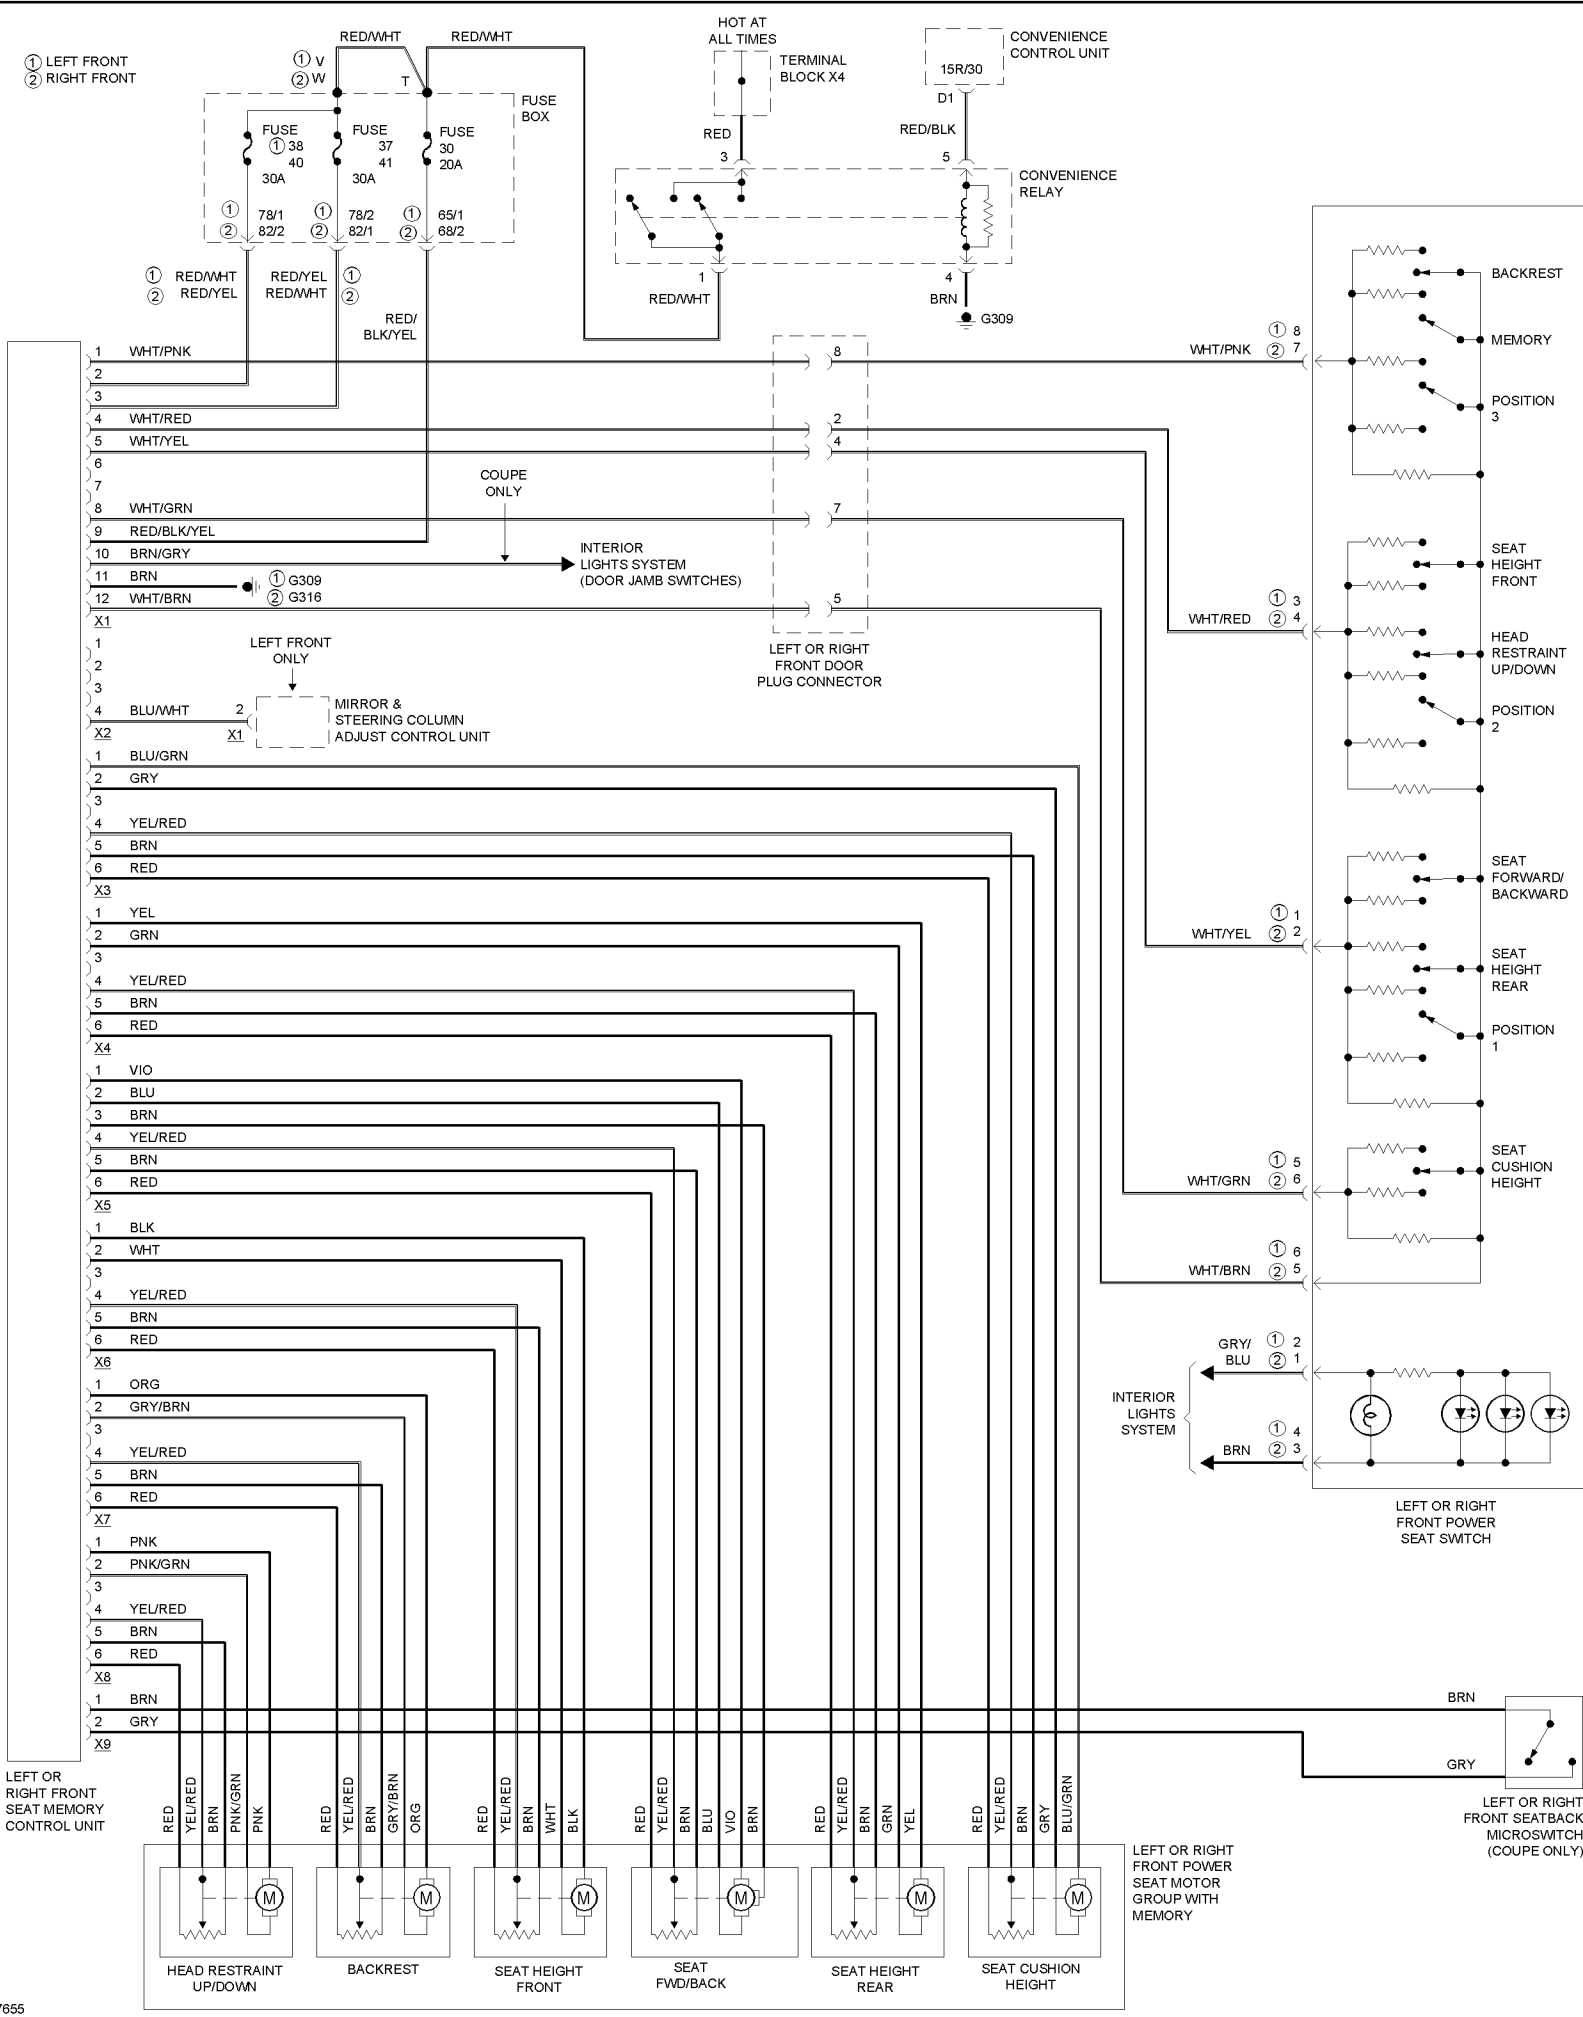 ① LEFT FRONT
② RIGHT FRONT
RED/WHT
RED/WHT
① V
② W
T
FUSE
BOX
FUSE
① 38
40
30A
FUSE
37
41
30A
FUSE
30
20A
① 78/1
② 82/2
① 78/2
② 82/1
① 65/1
② 68/2
① RED/WHT
② RED/YEL
RED/YEL ①
RED/WHT ②
RED/
BLK/YEL
HOT AT
ALL TIMES
TERMINAL
BLOCK X4
RED
3
CONVENIENCE
CONTROL UNIT
15R/30
D1
RED/BLK
5
CONVENIENCE
RELAY
1
RED/WHT
4
BRN
G309
1 WHT/PNK
2
3
4 WHT/RED
5 WHT/YEL
6
7
8 WHT/GRN
9 RED/BLK/YEL
10 BRN/GRY
11 BRN
12 WHT/BRN
X1
COUPE
ONLY
INTERIOR
LIGHTS SYSTEM
(DOOR JAMB SWITCHES)
① G309
② G316
8
2
4
7
5
LEFT OR RIGHT
FRONT DOOR
PLUG CONNECTOR
1
2
3
4 BLU/WHT
X2
LEFT FRONT
ONLY
2
X1
MIRROR &
STEERING COLUMN
ADJUST CONTROL UNIT
1 BLU/GRN
2 GRY
3
4 YEL/RED
5 BRN
6 RED
X3
1 YEL
2 GRN
3
4 YEL/RED
5 BRN
6 RED
X4
1 VIO
2 BLU
3 BRN
4 YEL/RED
5 BRN
6 RED
X5
1 BLK
2 WHT
3
4 YEL/RED
5 BRN
6 RED
X6
1 ORG
2 GRY/BRN
3
4 YEL/RED
5 BRN
6 RED
X7
1 PNK
2 PNK/GRN
3
4 YEL/RED
5 BRN
6 RED
X8
1 BRN
2 GRY
X9
LEFT OR
RIGHT FRONT
SEAT MEMORY
CONTROL UNIT
WHT/PNK
① 8
② 7
BACKREST
MEMORY
POSITION
3
WHT/RED
① 3
② 4
SEAT
HEIGHT
FRONT
HEAD
RESTRAINT
UP/DOWN
POSITION
2
WHT/YEL
① 1
② 2
SEAT
FORWARD/
BACKWARD
SEAT
HEIGHT
REAR
POSITION
1
WHT/GRN
① 5
② 6
SEAT
CUSHION
HEIGHT
WHT/BRN
① 6
② 5
GRY/
BLU
① 2
② 1
INTERIOR
LIGHTS
SYSTEM
BRN
① 4
② 3
LEFT OR RIGHT
FRONT POWER
SEAT SWITCH
BRN
GRY
LEFT OR RIGHT
FRONT SEATBACK
MICROSWITCH
(COUPE ONLY)
RED
YEL/RED
BRN
PNK/GRN
PNK
RED
YEL/RED
BRN
GRY/BRN
ORG
RED
YEL/RED
BRN
WHT
BLK
RED
YEL/RED
BRN
BLU
VIO
BRN
RED
YEL/RED
BRN
GRN
YEL
RED
YEL/RED
BRN
GRY
BLU/GRN
M
M
M
M
M
M
HEAD RESTRAINT
UP/DOWN
BACKREST
SEAT HEIGHT
FRONT
SEAT
FWD/BACK
SEAT HEIGHT
REAR
SEAT CUSHION
HEIGHT
LEFT OR RIGHT
FRONT POWER
SEAT MOTOR
GROUP WITH
MEMORY
7655